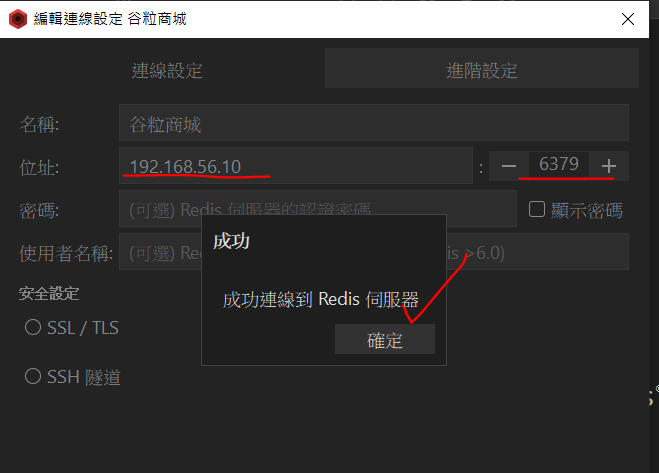 編輯連線設定 谷粒商城
連線設定 進階設定
名稱: 谷粒商城
位址: 192.168.56.10 : 6379
密碼: (可選) Redis 伺服器的認證密碼 顯示密碼
使用者名稱: (可選) Re is >6.0)
成功
成功連線到 Redis 伺服器
確定
安全設定
SSL / TLS
SSH 隧道